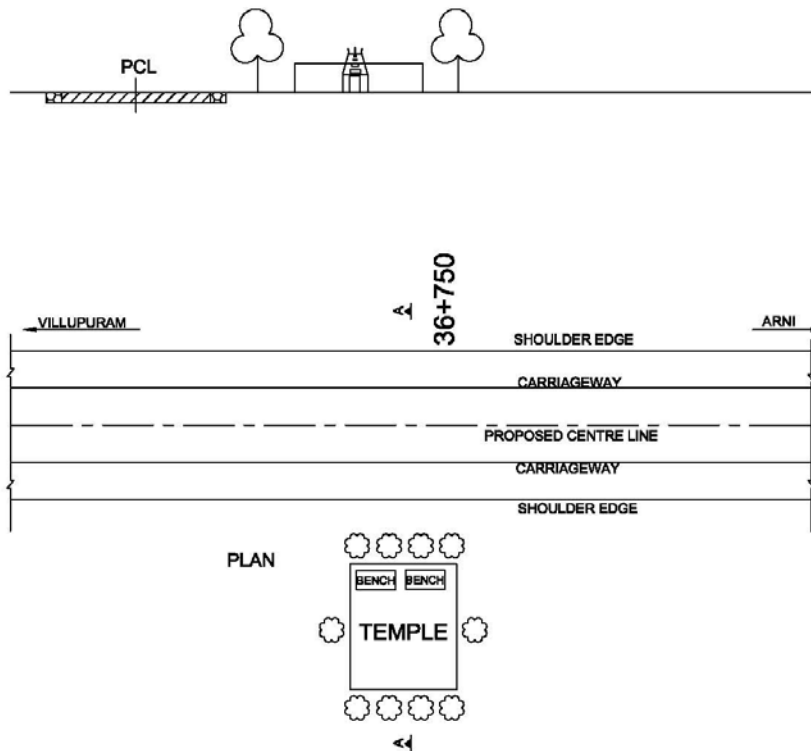 PCL
A
36+750
VILLUPURAM
ARNI
SHOULDER EDGE
CARRIAGEWAY
PROPOSED CENTRE LINE
CARRIAGEWAY
SHOULDER EDGE
PLAN
BENCH BENCH
TEMPLE
A